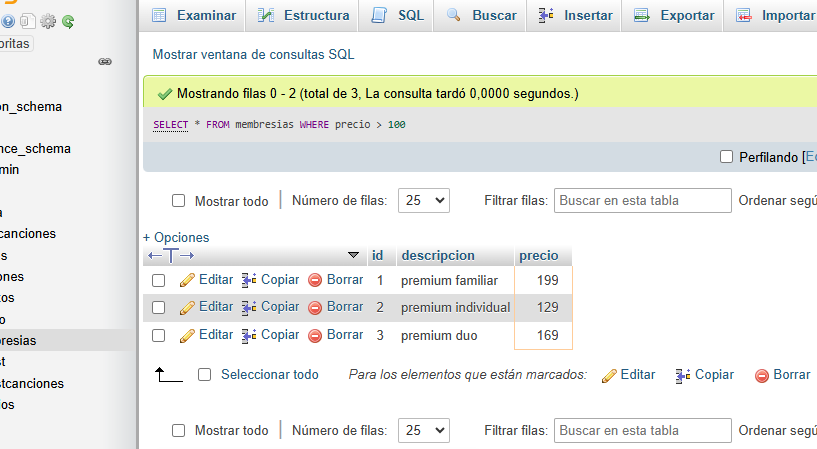 Examinar Estructura SQL Buscar Insertar Exportar Importar
oritas
Mostrar ventana de consultas SQL
Mostrando filas 0 - 2 (total de 3, La consulta tardó 0,0000 segundos.)
on_schema
SELECT * FROM membresias WHERE precio > 100
nce_schema
Perfilando [
min
Mostrar todo Número de filas: 25 Filtrar filas: Buscar en esta tabla Ordenar segú
a
canciones
+ Opciones
s
id descripcion precio
ones
Editar Copiar Borrar 1 premium familiar 199
tos
Editar Copiar Borrar 2 premium individual 129
o
Editar Copiar Borrar 3 premium duo 169
resias
t
Seleccionar todo Para los elementos que están marcados: Editar Copiar Borrar
tcanciones
ios
Mostrar todo Número de filas: 25 Filtrar filas: Buscar en esta tabla Ordenar segú